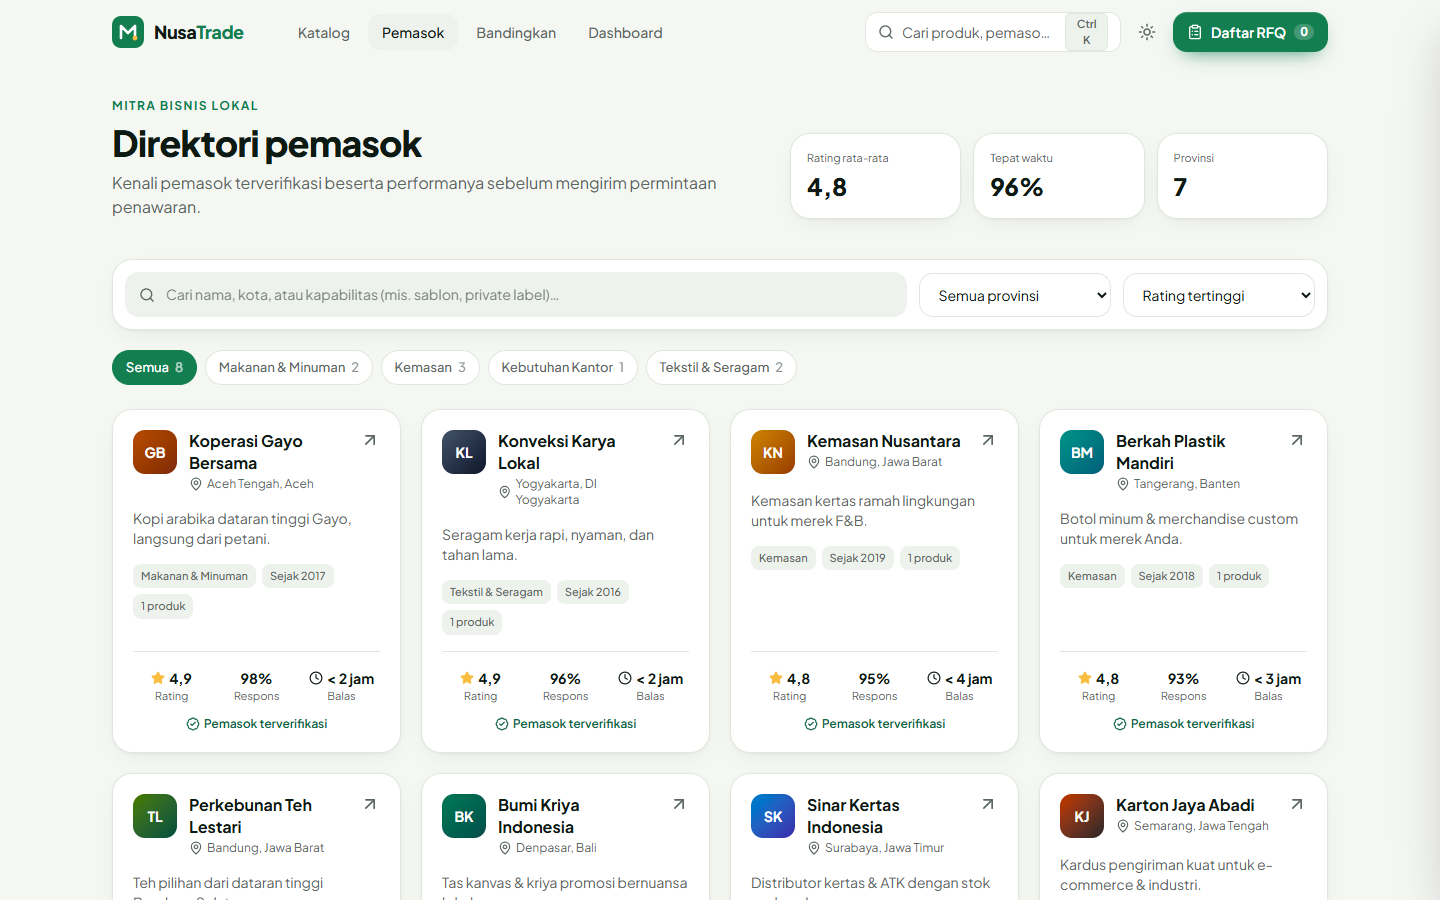 NusaTrade
Katalog
Pemasok
Bandingkan
Dashboard
Cari produk, pemaso...
Ctrl
K
Daftar RFQ 0
MITRA BISNIS LOKAL
Direktori pemasok
Kenali pemasok terverifikasi beserta performanya sebelum mengirim permintaan
penawaran.
Rating rata-rata
4,8
Tepat waktu
96%
Provinsi
7
Cari nama, kota, atau kapabilitas (mis. sablon, private label)...
Semua provinsi
Rating tertinggi
Semua 8
Makanan & Minuman 2
Kemasan 3
Kebutuhan Kantor 1
Tekstil & Seragam 2
GB
Koperasi Gayo
Bersama
Aceh Tengah, Aceh
Kopi arabika dataran tinggi Gayo,
langsung dari petani.
Makanan & Minuman
Sejak 2017
1 produk
4,9
Rating
98%
Respons
< 2 jam
Balas
Pemasok terverifikasi
KL
Konveksi Karya
Lokal
Yogyakarta, DI
Yogyakarta
Seragam kerja rapi, nyaman, dan
tahan lama.
Tekstil & Seragam
Sejak 2016
1 produk
4,9
Rating
96%
Respons
< 2 jam
Balas
Pemasok terverifikasi
KN
Kemasan Nusantara
Bandung, Jawa Barat
Kemasan kertas ramah lingkungan
untuk merek F&B.
Kemasan
Sejak 2019
1 produk
4,8
Rating
95%
Respons
< 4 jam
Balas
Pemasok terverifikasi
BM
Berkah Plastik
Mandiri
Tangerang, Banten
Botol minum & merchandise custom
untuk merek Anda.
Kemasan
Sejak 2018
1 produk
4,8
Rating
93%
Respons
< 3 jam
Balas
Pemasok terverifikasi
TL
Perkebunan Teh
Lestari
Bandung, Jawa Barat
Teh pilihan dari dataran tinggi
BK
Bumi Kriya
Indonesia
Denpasar, Bali
Tas kanvas & kriya promosi bernuansa
SK
Sinar Kertas
Indonesia
Surabaya, Jawa Timur
Distributor kertas & ATK dengan stok
KJ
Karton Jaya Abadi
Semarang, Jawa Tengah
Kardus pengiriman kuat untuk e-
commerce & industri.